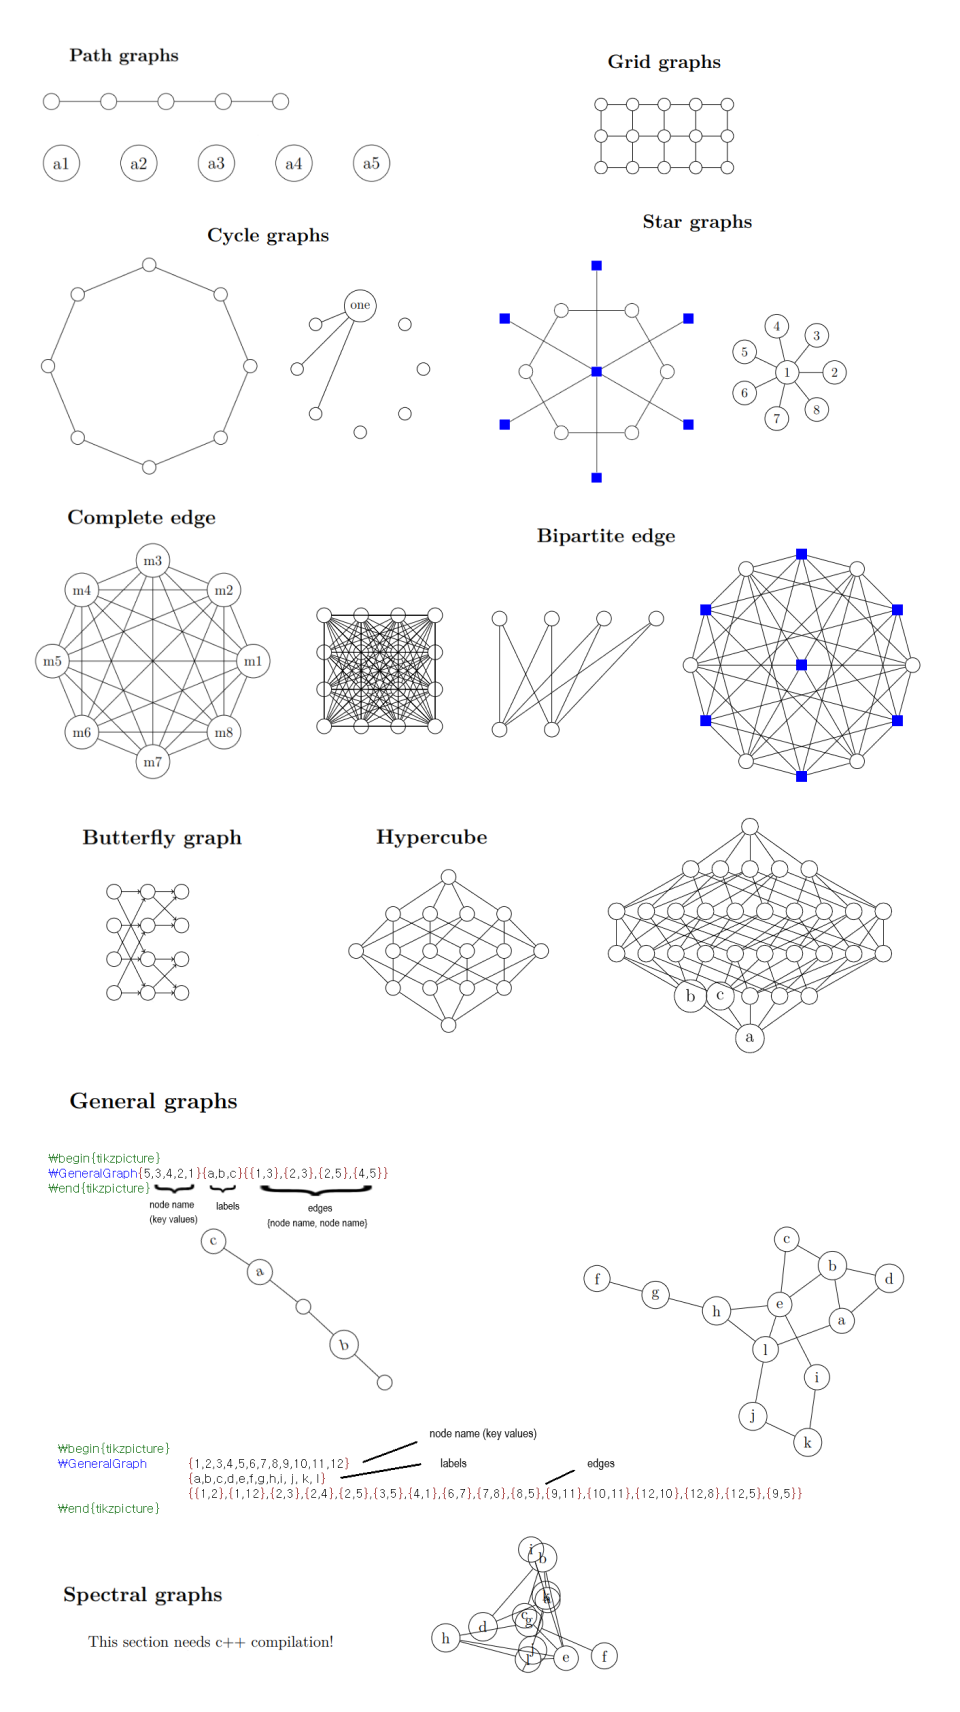 Path graphs
Grid graphs
a1 a2 a3 a4 a5
Star graphs
Cycle graphs
one
4
3
5
1 2
6
7 8
Complete edge
Bipartite edge
m3
m4 m2
m5 m1
m6 m8
m7
Butterfly graph
Hypercube
b c
a
General graphs
₩begin{tikzpicture}
₩GeneralGraph{5,3,4,2,1}{a,b,c}{{1,3},{2,3},{2,5},{4,5}}
₩end{tikzpicture}
node name labels edges
(key values) {node name, node name}
c
a
b
c
b
d
f
g
e
h
a
l
i
j
k
node name (key values)
₩begin{tikzpicture}
₩GeneralGraph {1,2,3,4,5,6,7,8,9,10,11,12} labels edges
{a,b,c,d,e,f,g,h,i, j, k, l}
{{1,2},{1,12},{2,3},{2,4},{2,5},{3,5},{4,1},{6,7},{7,8},{8,5},{9,11},{10,11},{12,10},{12,8},{12,5},{9,5}}
₩end{tikzpicture}
Spectral graphs
This section needs c++ compilation!
i
b
c
g
d
h
e
f